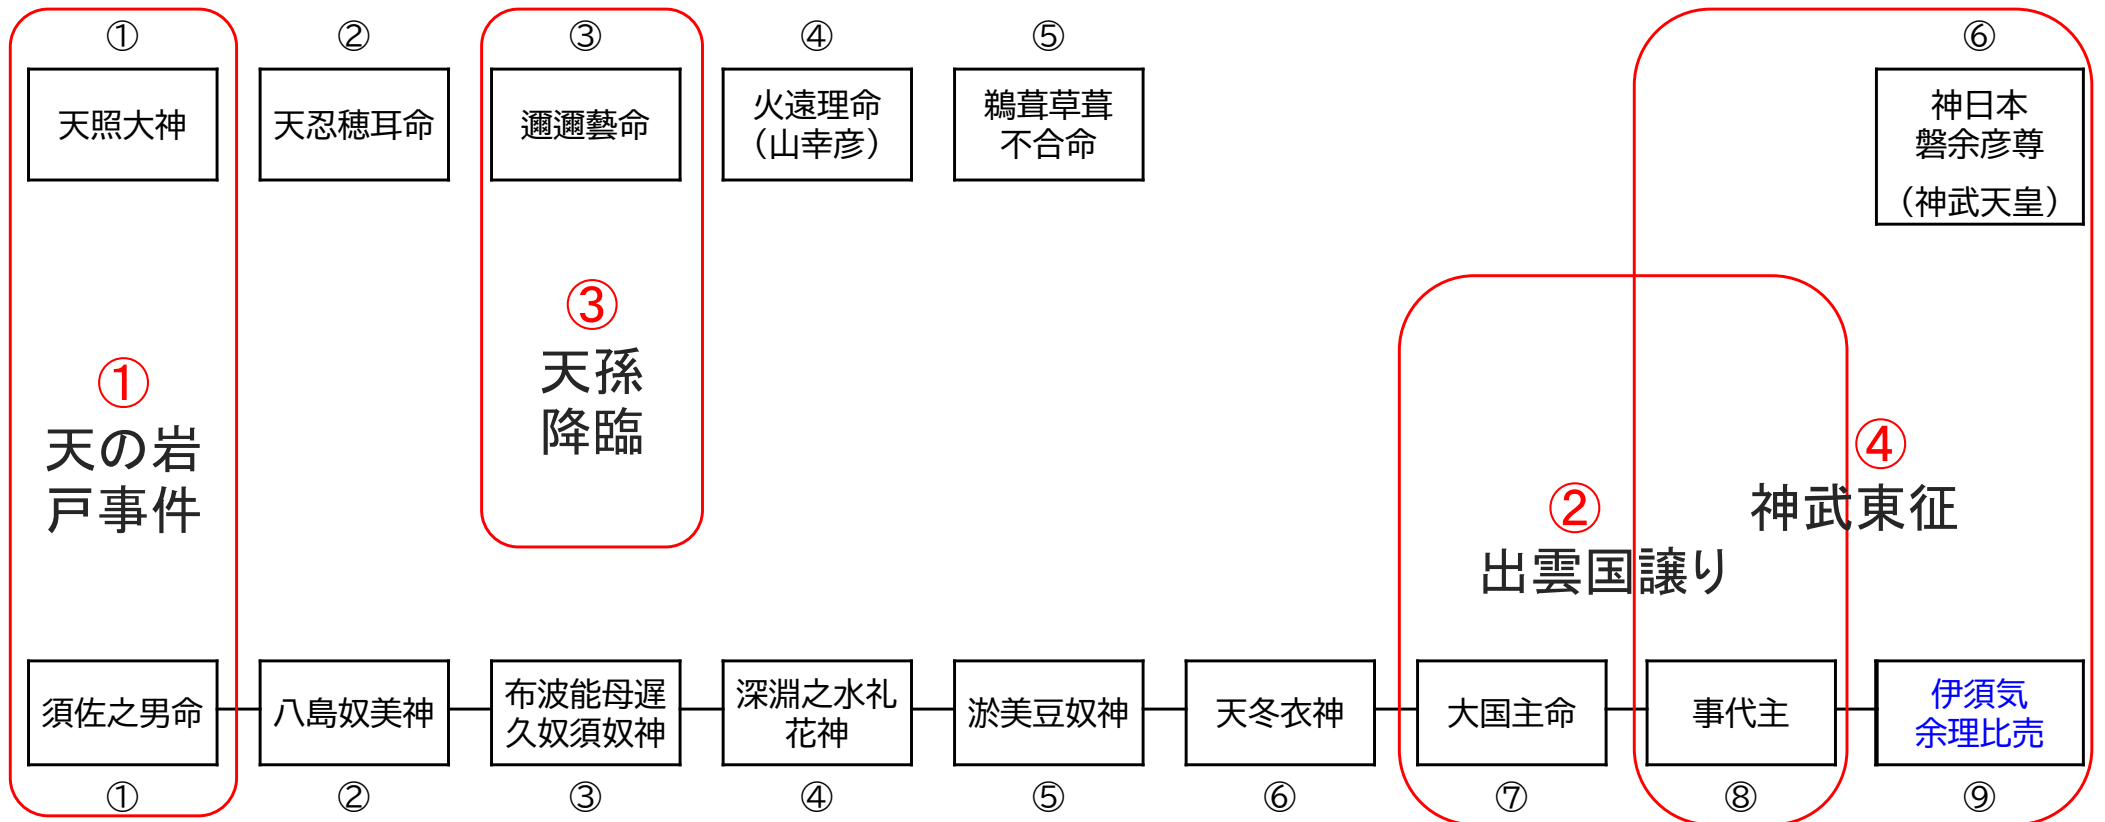 ①
②
③
④
⑤
⑥
天照大神
天忍穂耳命
邇邇藝命
火遠理命
（山幸彦）
鵜葺草葺
不合命
神日本
磐余彦尊
（神武天皇）
①
天の岩
戸事件
③
天孫
降臨
②
出雲国譲り
④
神武東征
須佐之男命
八島奴美神
布波能母遅
久奴須奴神
深淵之水礼
花神
淤美豆奴神
天冬衣神
大国主命
事代主
伊須気
余理比売
①
②
③
④
⑤
⑥
⑦
⑧
⑨